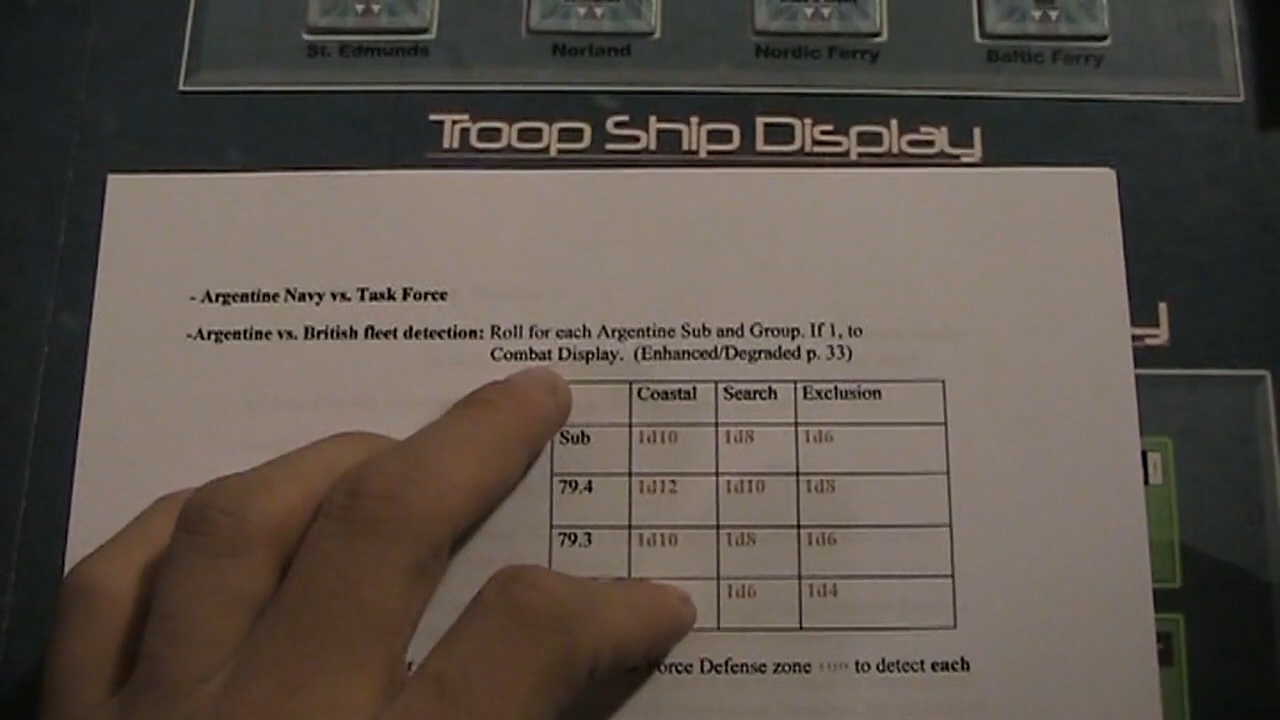 St. Edmunds Norland Nordic Ferry Baltic Ferry
Troop Ship Display
y
- Argentine Navy vs. Task Force
-Argentine vs. British fleet detection: Roll for each Argentine Sub and Group. If 1, to
Combat Display. (Enhanced/Degraded p. 33)
Coastal Search Exclusion
Sub 1d10 1d8 1d6
79.4 1d12 1d10 1d8
79.3 1d10 1d8 1d6
1d6 1d4
Force Defense zone to detect each